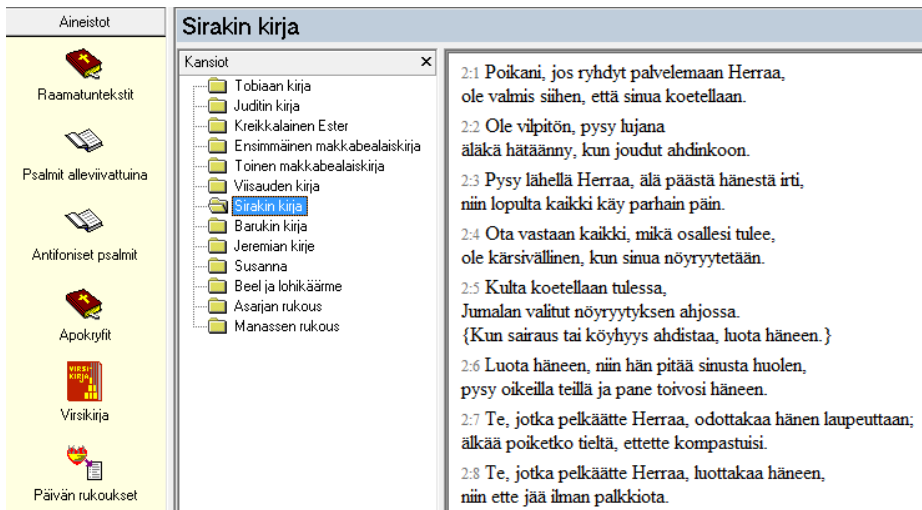 Aineistot
Raamatuntekstit
Psalmit alleviivattuina
Antifoniset psalmit
Apokryfit
VIRSI-
KIRJA
Virsikirja
Päivän rukoukset
Sirakin kirja
Kansiot
Tobiaan kirja
Juditin kirja
Kreikkalainen Ester
Ensimmäinen makkabealaiskirja
Toinen makkabealaiskirja
Viisauden kirja
Sirakin kirja
Barukin kirja
Jeremian kirje
Susanna
Beel ja lohikäärme
Asarjan rukous
Manassen rukous
2:1 Poikani, jos ryhdyt palvelemaan Herraa,
ole valmis siihen, että sinua koetellaan.
2:2 Ole vilpitön, pysy lujana
äläkä hätäänny, kun joudut ahdinkoon.
2:3 Pysy lähellä Herraa, älä päästä hänestä irti,
niin lopulta kaikki käy parhain päin.
2:4 Ota vastaan kaikki, mikä osallesi tulee,
ole kärsivällinen, kun sinua nöyryytetään.
2:5 Kulta koetellaan tulessa,
Jumalan valitut nöyryytyksen ahjossa.
{Kun sairaus tai köyhyys ahdistaa, luota häneen.}
2:6 Luota häneen, niin hän pitää sinusta huolen,
pysy oikeilla teillä ja pane toivosi häneen.
2:7 Te, jotka pelkäätte Herraa, odottakaa hänen laupeuttaan;
älkää poiketko tieltä, ettette kompastuisi.
2:8 Te, jotka pelkäätte Herraa, luottakaa häneen,
niin ette jää ilman palkkiota.